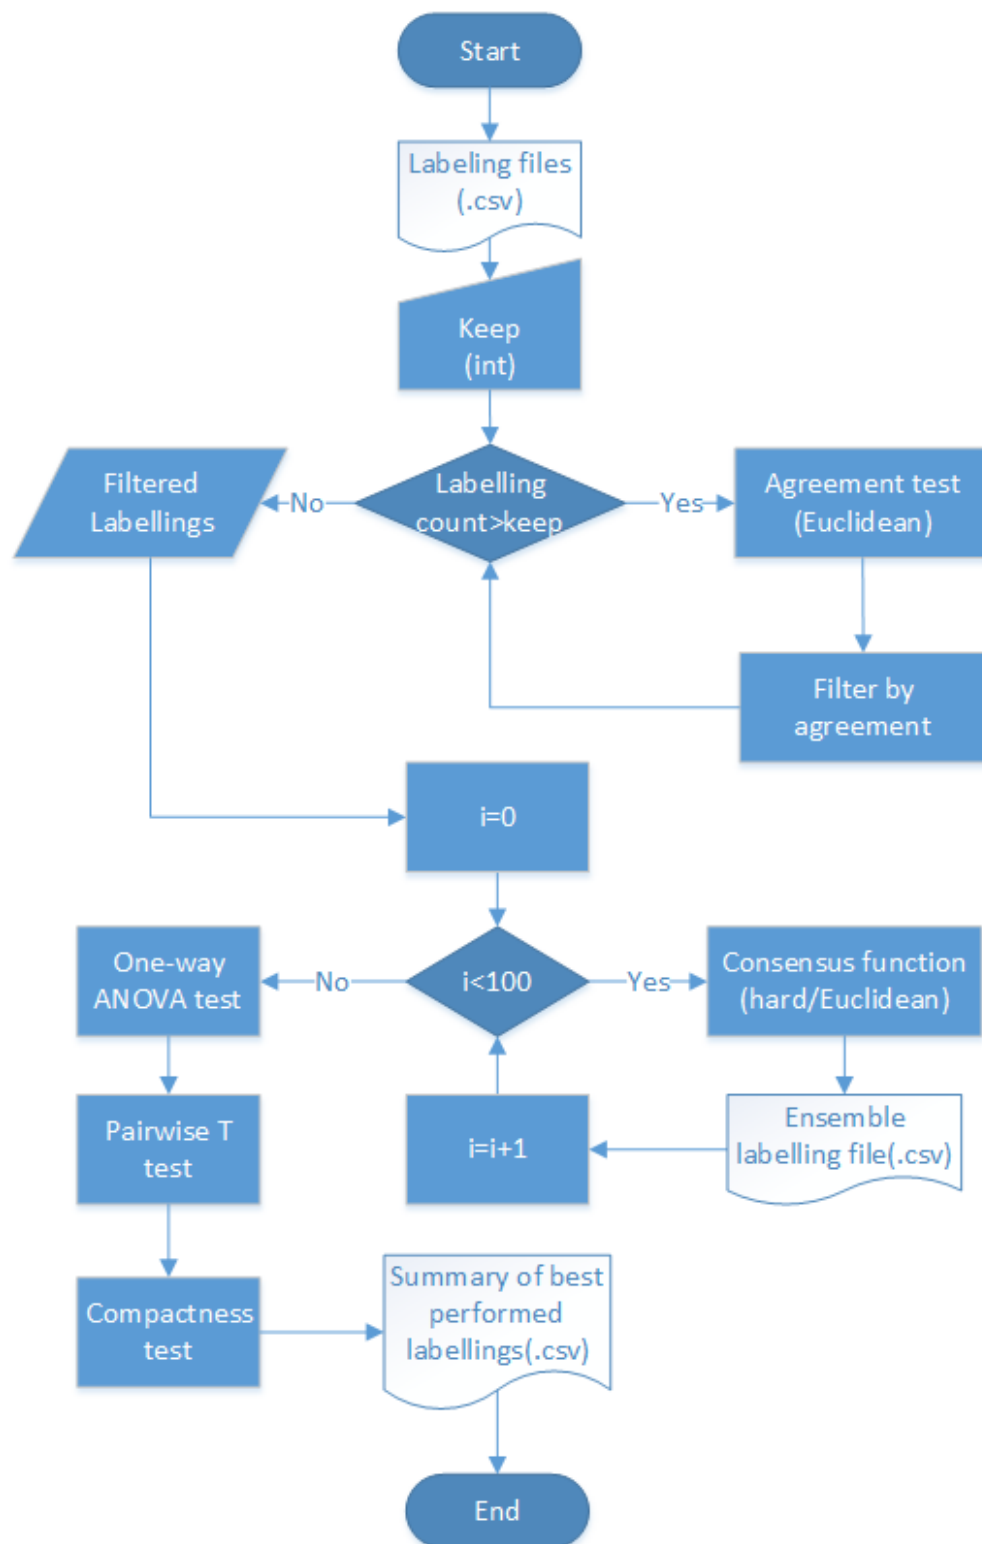 Start
Labeling files
(.csv)
Keep
(int)
Filtered
Labellings
No
Labelling
count>keep
Yes
Agreement test
(Euclidean)
Filter by
agreement
i=0
One-way
ANOVA test
No
i<100
Yes
Consensus function
(hard/Euclidean)
Pairwise T
test
i=i+1
Ensemble
labelling file(.csv)
Compactness
test
Summary of best
performed
labellings(.csv)
End